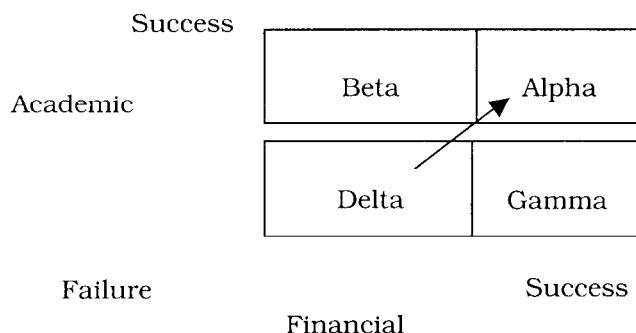 Success
Beta Alpha
Academic
Delta Gamma
Failure Success
Financial